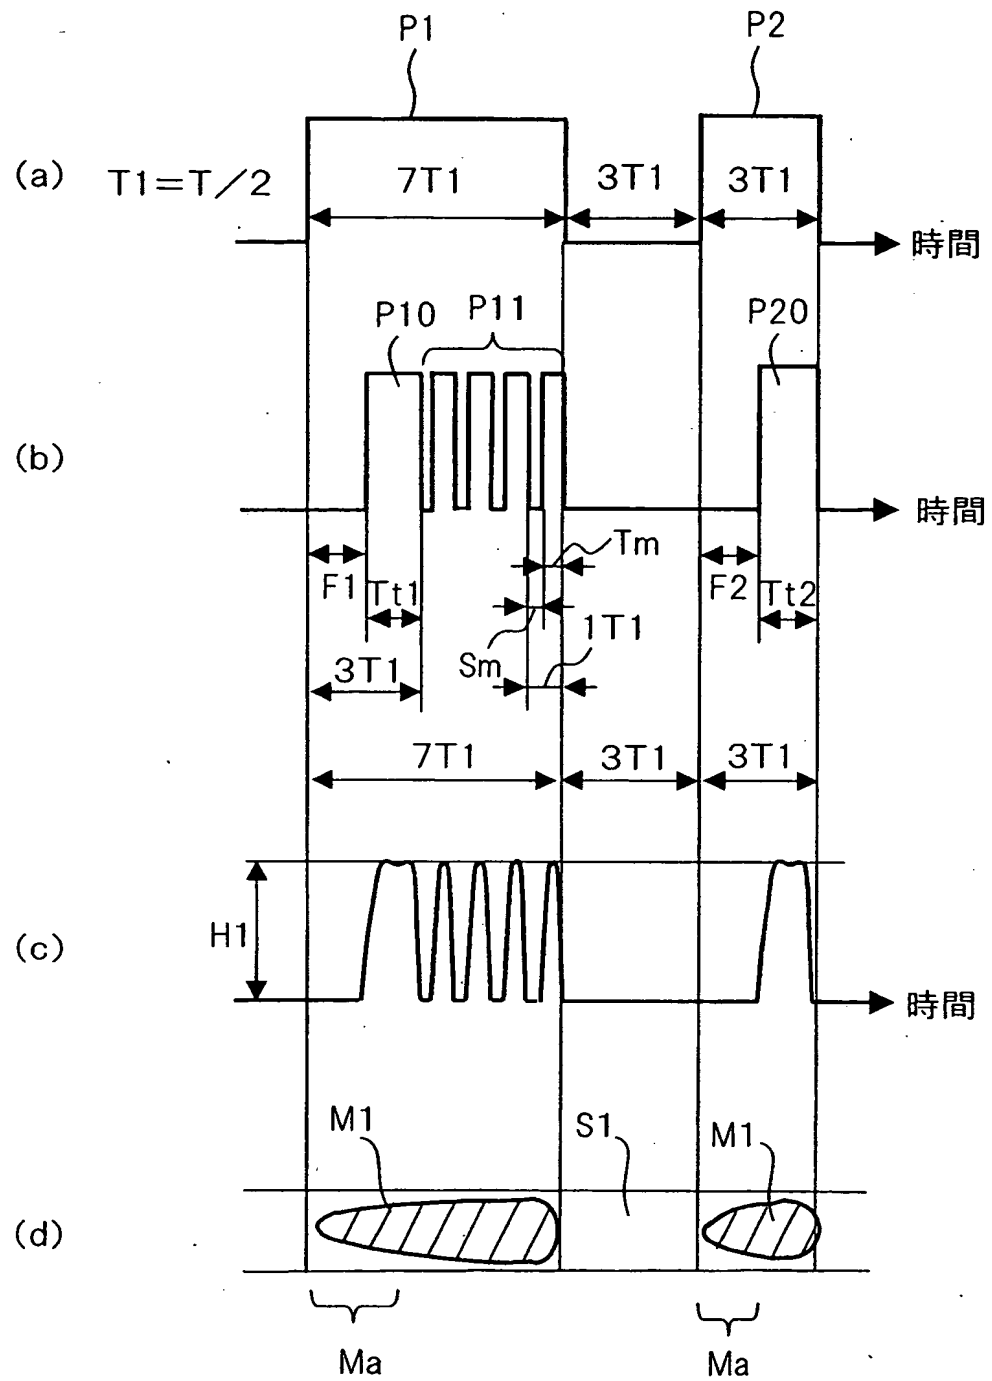 P1 P2
(a) T1=T/2 7T1 3T1 3T1
時間
P10 P11 P20
(b)
時間
Tm
F1 Tt1 F2 Tt2
Sm 1T1
3T1
7T1 3T1 3T1
(c) H1
時間
M1 S1 M1
(d)
Ma Ma